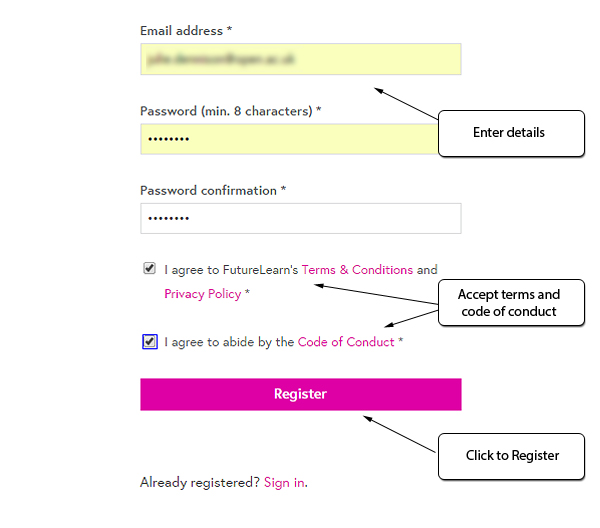 Email address *
Password (min. 8 characters) *
Enter details
••••••••
Password confirmation *
••••••••
I agree to FutureLearn's Terms & Conditions and
Privacy Policy *
Accept terms and
code of conduct
I agree to abide by the Code of Conduct *
Register
Click to Register
Already registered? Sign in.